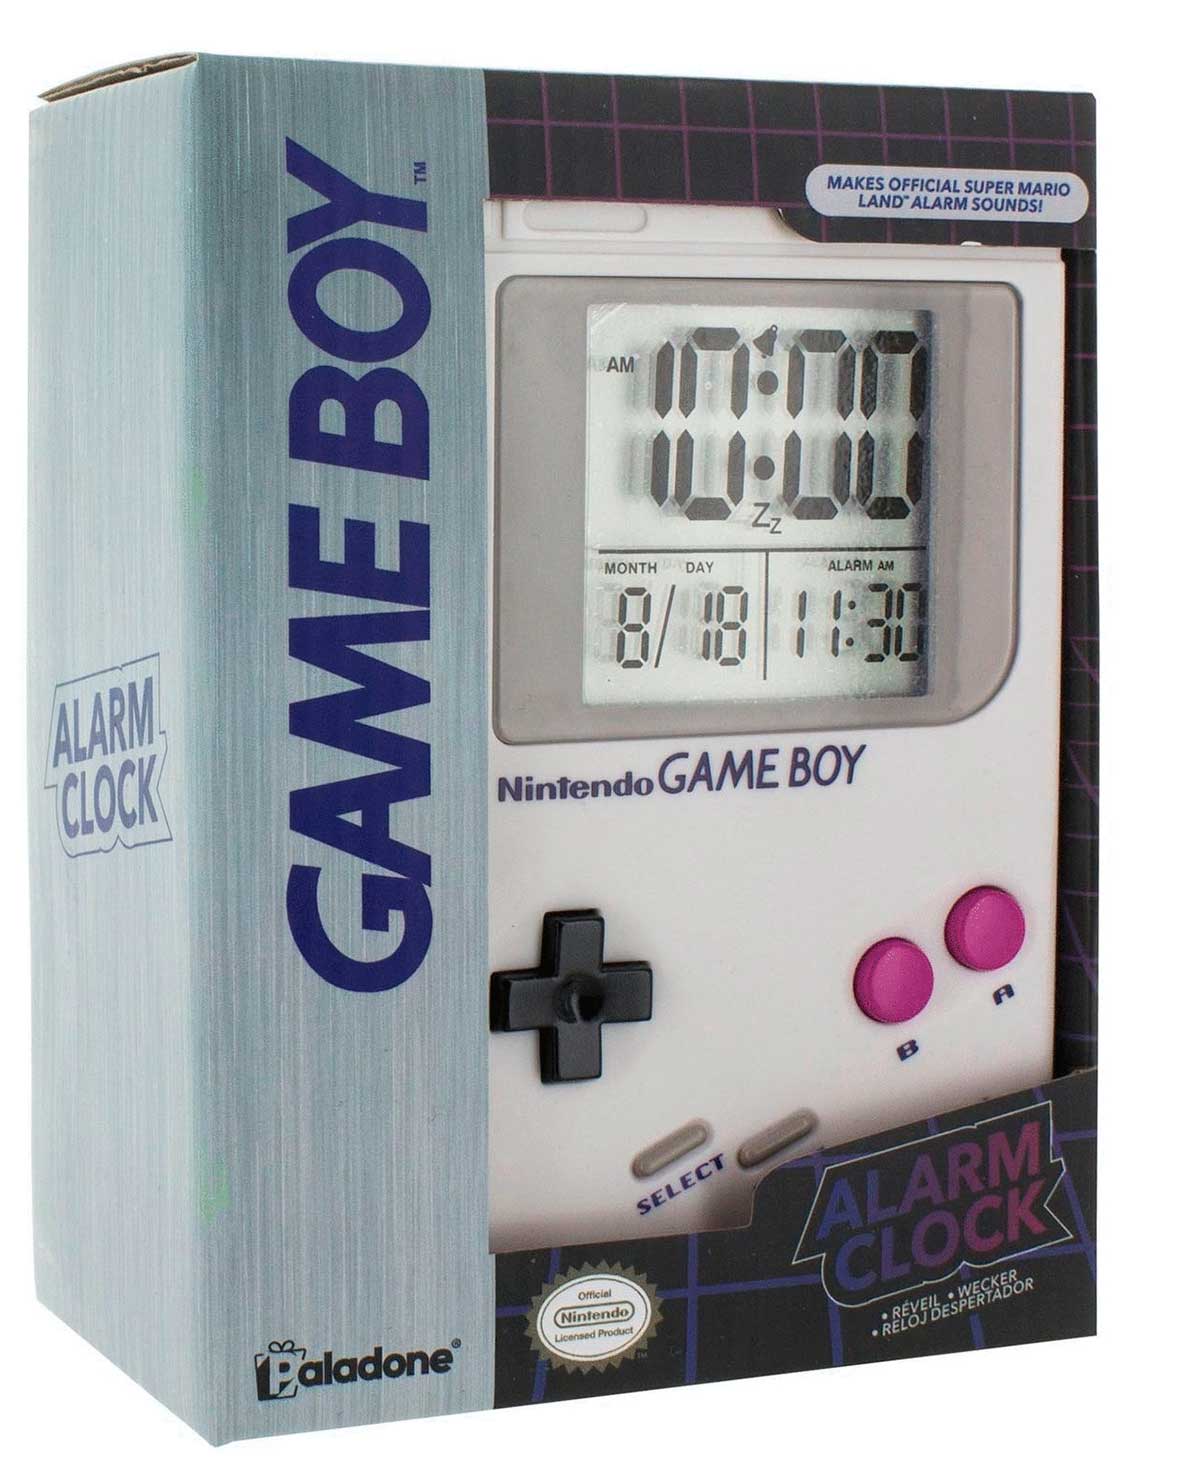 GAME BOY™
ALARM
CLOCK
Paladone®
MAKES OFFICIAL SUPER MARIO
LAND™ ALARM SOUNDS!
AM 10:00
Zz
MONTH DAY ALARM AM
8/18 11:30
Nintendo GAME BOY
A
B
SELECT
ALARM
CLOCK
• RÉVEIL • WECKER
• RELOJ DESPERTADOR
Official
Nintendo
Licensed Product
TM